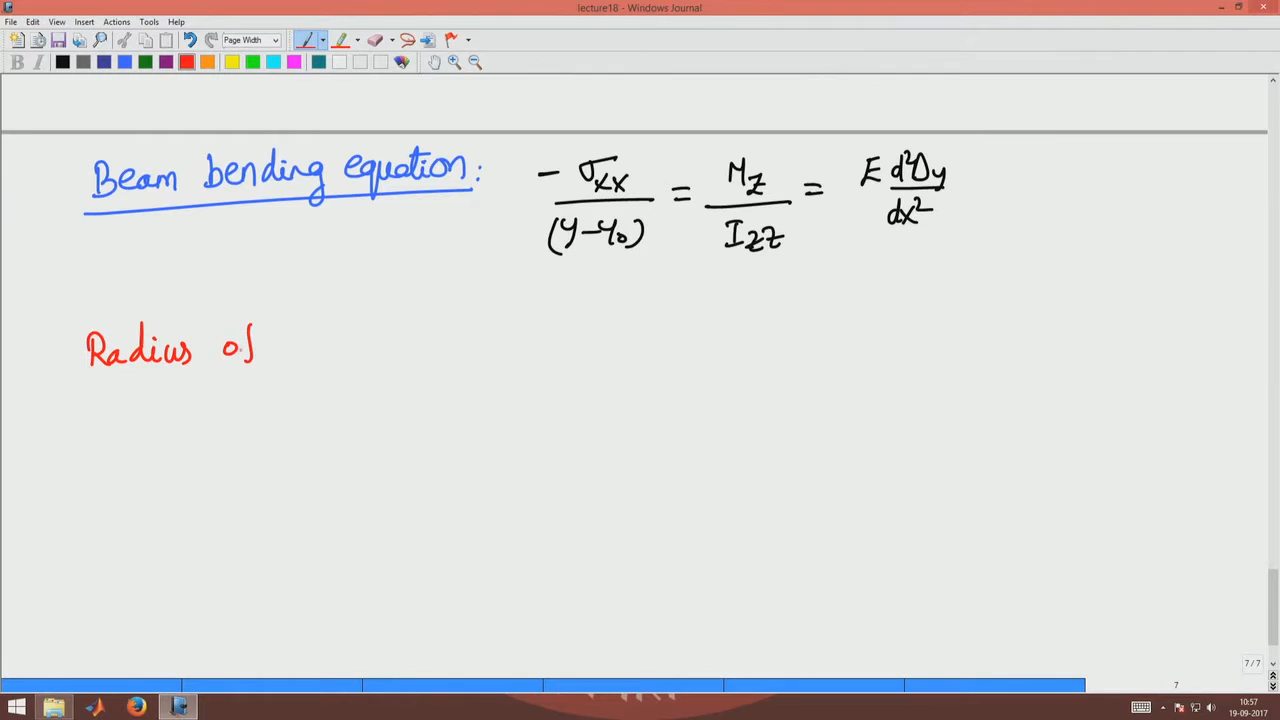 lecture18 - Windows Journal
File Edit View Insert Actions Tools Help
Page Width
B I
Beam bending equation: - σxx / (y-y0) = Mz / Izz = E d²Δy / dx²
Radius of
7 / 7
7
10:57
19-09-2017